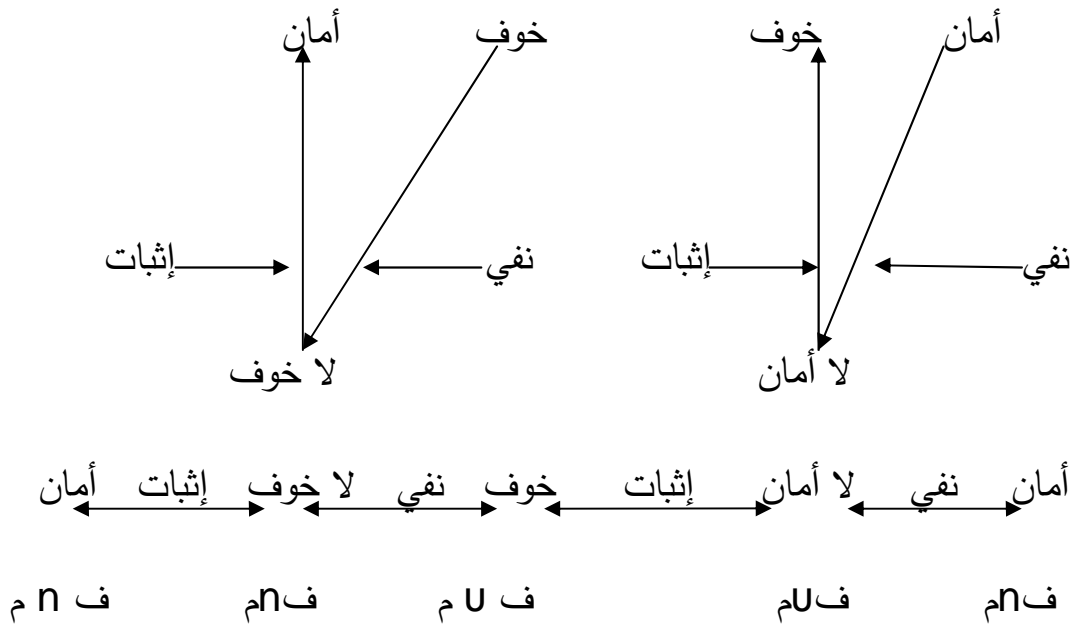 أمان خوف أمان خوف
نفي إثبات نفي إثبات
لا أمان لا خوف
أمان نفي لا أمان إثبات خوف نفي لا خوف إثبات أمان
ف n م ف U م ف U م ف n م ف n م